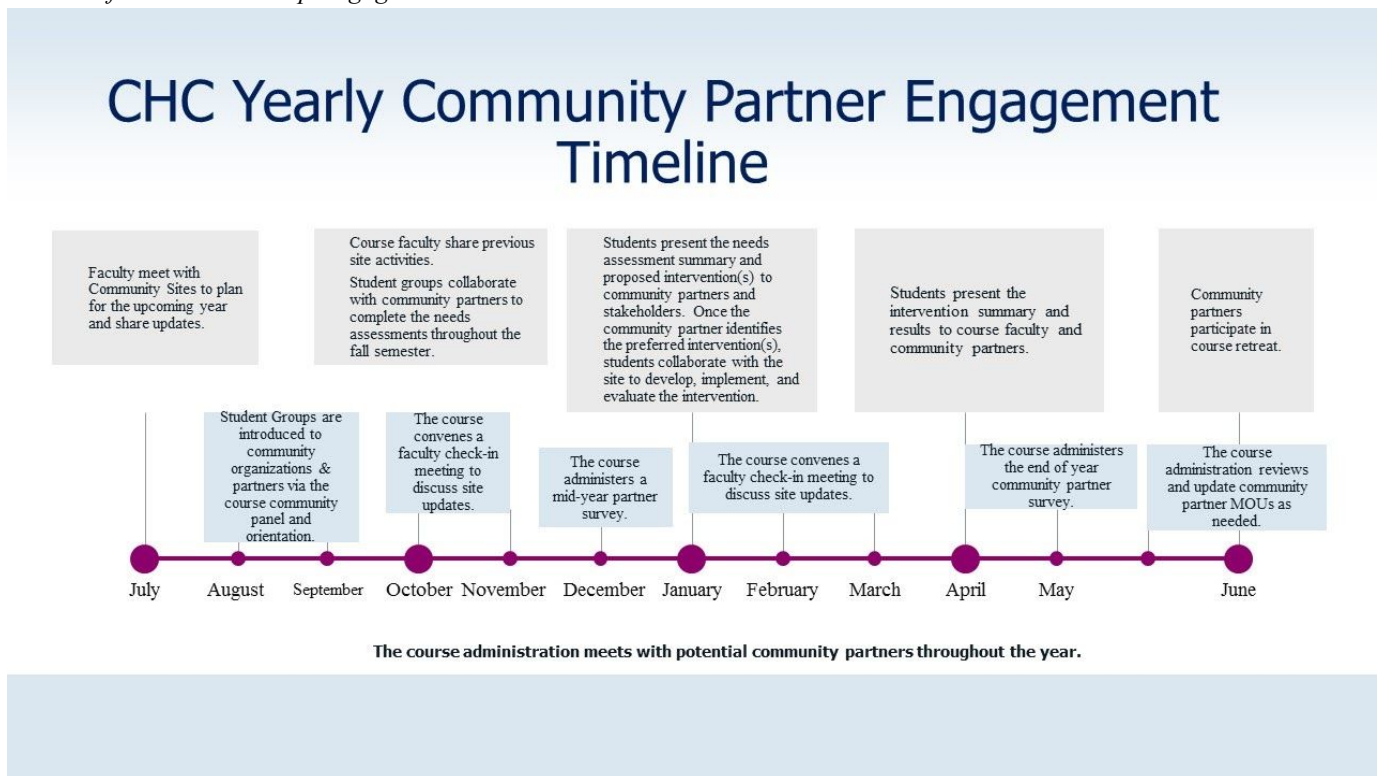 CHC Yearly Community Partner Engagement
Timeline
Faculty meet with
Community Sites to plan
for the upcoming year
and share updates.
Course faculty share previous
site activities.
Student groups collaborate
with community partners to
complete the needs
assessments throughout the
fall semester.
Students present the needs
assessment summary and
proposed intervention(s) to
community partners and
stakeholders. Once the
community partner identifies
the preferred intervention(s),
students collaborate with the
site to develop, implement, and
evaluate the intervention.
Students present the
intervention summary and
results to course faculty and
community partners.
Community
partners
participate in
course retreat.
Student Groups are
introduced to
community
organizations &
partners via the
course community
panel and
orientation.
The course
convenes a
faculty check-in
meeting to
discuss site
updates.
The course
administers a
mid-year partner
survey.
The course convenes a
faculty check-in meeting to
discuss site updates.
The course administers
the end of year
community partner
survey.
The course
administration reviews
and update community
partner MOUs as
needed.
July August September October November December January February March April May June
The course administration meets with potential community partners throughout the year.